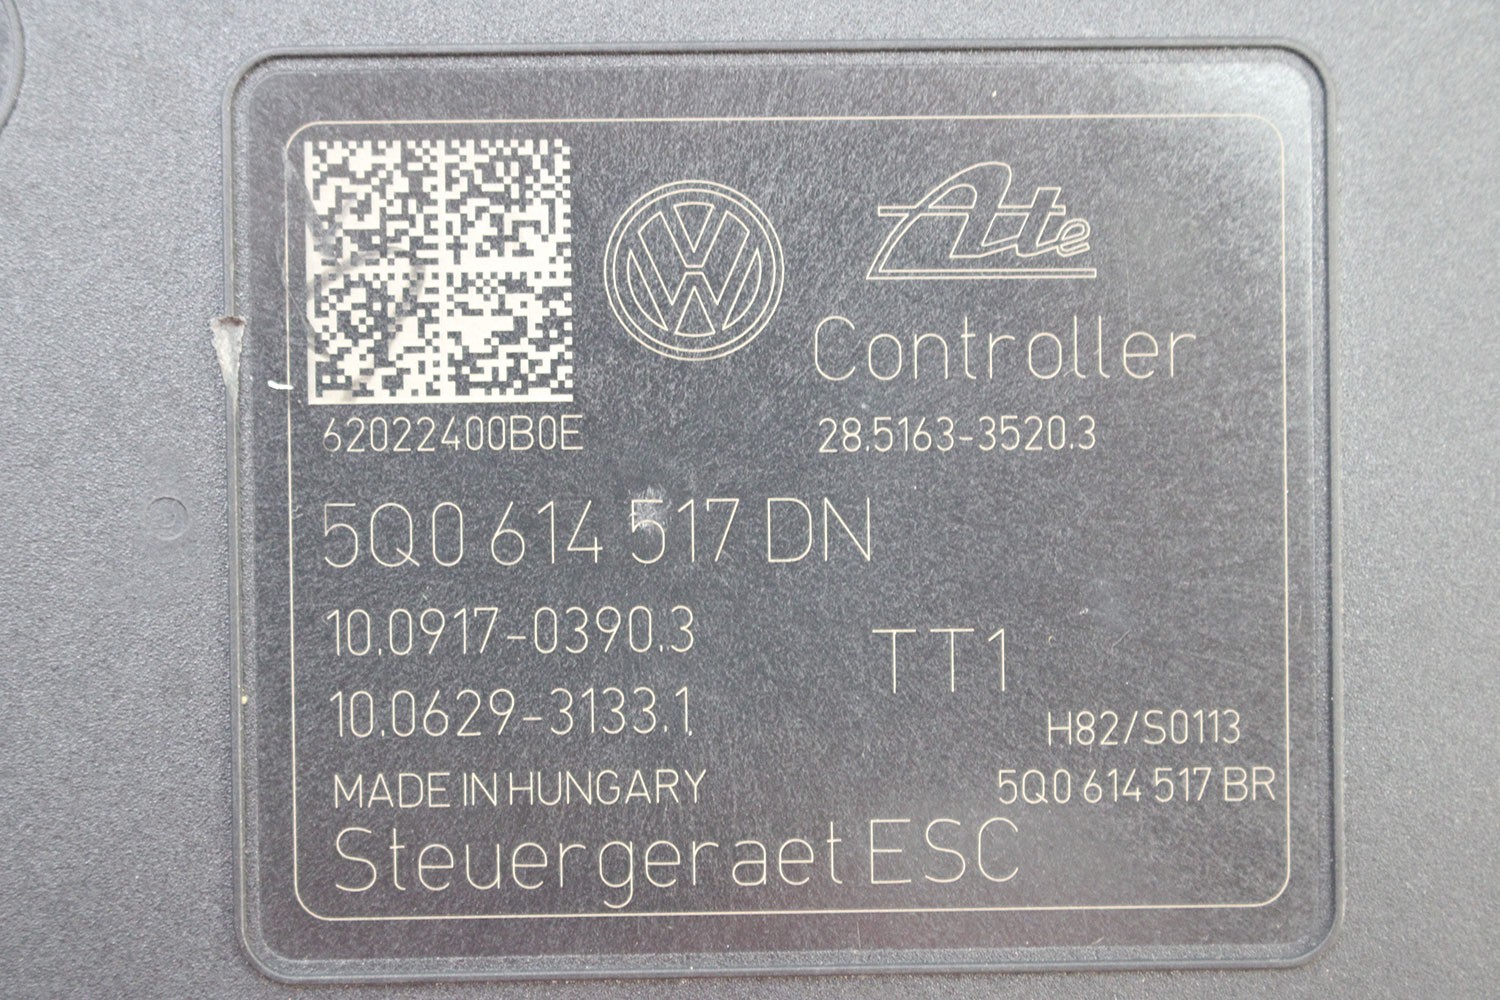 Ate
Controller
62022400B0E
28.5163-3520.3
5Q0 614 517 DN
10.0917-0390.3
TT1
10.0629-3133.1
H82/S0113
MADE IN HUNGARY
5Q0 614 517 BR
Steuergeraet ESC